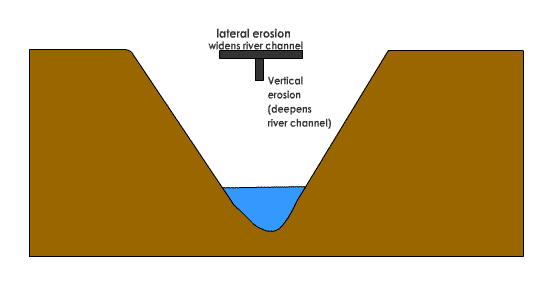 lateral erosion
widens river channel
Vertical
erosion
(deepens
river channel)